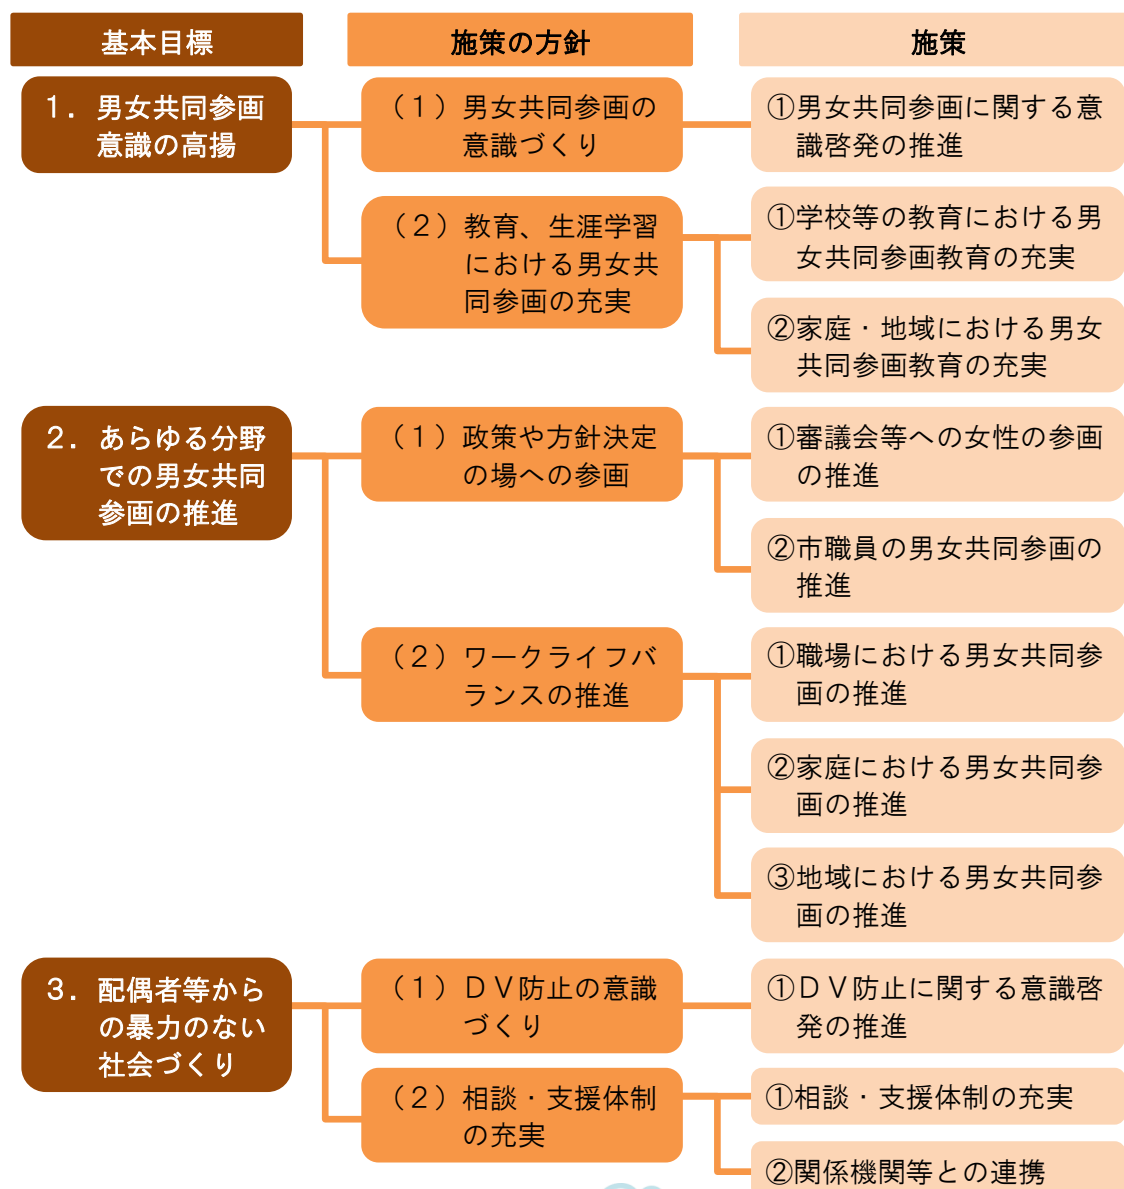 基本目標
施策の方針
施策
１．男女共同参画
意識の高揚
（１）男女共同参画の
意識づくり
①男女共同参画に関する意
識啓発の推進
（２）教育、生涯学習
における男女共
同参画の充実
①学校等の教育における男
女共同参画教育の充実
②家庭・地域における男女
共同参画教育の充実
２．あらゆる分野
での男女共同
参画の推進
（１）政策や方針決定
の場への参画
①審議会等への女性の参画
の推進
②市職員の男女共同参画の
推進
（２）ワークライフバ
ランスの推進
①職場における男女共同参
画の推進
②家庭における男女共同参
画の推進
③地域における男女共同参
画の推進
３．配偶者等から
の暴力のない
社会づくり
（１）ＤＶ防止の意識
づくり
①ＤＶ防止に関する意識啓
発の推進
（２）相談・支援体制
の充実
①相談・支援体制の充実
②関係機関等との連携